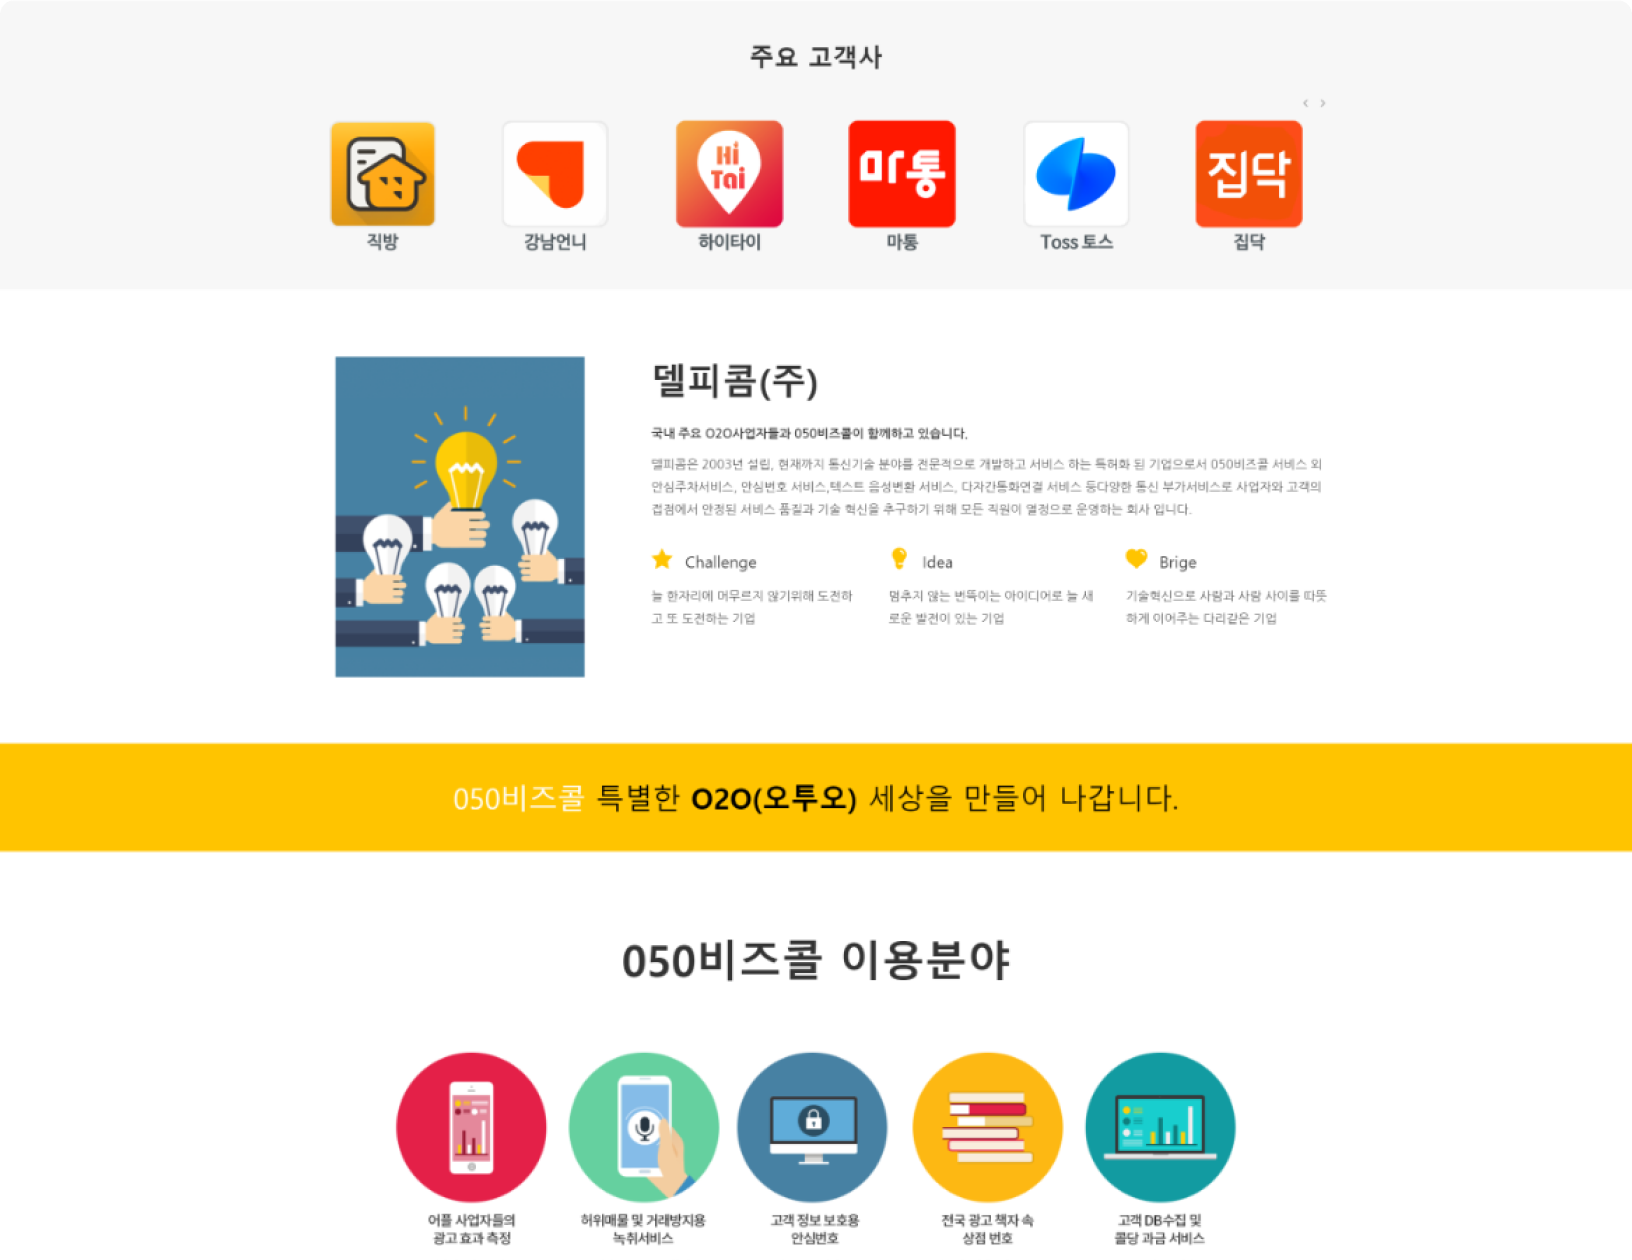 주요 고객사
Hi
Tai
마통
집닥
직방
강남언니
하이타이
마통
Toss 토스
집닥
델피콤(주)
국내 주요 O2O사업자들과 050비즈콜이 함께하고 있습니다.
델피콤은 2003년 설립, 현재까지 통신기술 분야를 전문적으로 개발하고 서비스 하는 특허화 된 기업으로서 050비즈콜 서비스 외
안심주차서비스, 안심번호 서비스,텍스트 음성변환 서비스, 다자간통화연결 서비스 등다양한 통신 부가서비스로 사업자와 고객의
접점에서 안정된 서비스 품질과 기술 혁신을 추구하기 위해 모든 직원이 열정으로 운영하는 회사 입니다.
Challenge
늘 한자리에 머무르지 않기위해 도전하
고 또 도전하는 기업
Idea
멈추지 않는 번뜩이는 아이디어로 늘 새
로운 발전이 있는 기업
Brige
기술혁신으로 사람과 사람 사이를 따뜻
하게 이어주는 다리같은 기업
050비즈콜 특별한 O2O(오투오) 세상을 만들어 나갑니다.
050비즈콜 이용분야
어플 사업자들의
광고 효과 측정
허위매물 및 거래방지용
녹취서비스
고객 정보 보호용
안심번호
전국 광고 책자 속
상점 번호
고객 DB수집 및
콜당 과금 서비스